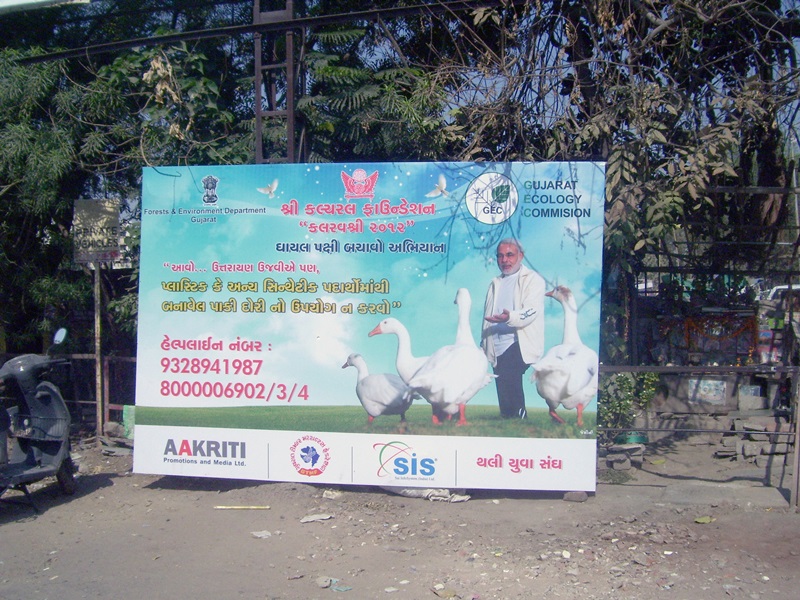 Forests & Environment Department
Gujarat
શ્રી કલ્ચરલ ફાઉન્ડેશન
"કલરવશ્રી ૨૦૧૨"
ઘાયલ પક્ષી બચાવો અભિયાન
GEC
GUJARAT
ECOLOGY
COMMISION
"આવો... ઉત્તરાયણ ઉજવીએ પણ,
પ્લાસ્ટિક કે અન્ય સિન્થેટીક પદાર્થોમાંથી
બનાવેલ પાકી દોરી નો ઉપયોગ ન કરવો"
હેલ્પલાઈન નંબર :
9328941987
8000006902/3/4
AAKRITI
Promotions and Media Ltd.
SiS
થલી યુવા સંઘ
VEHICLES